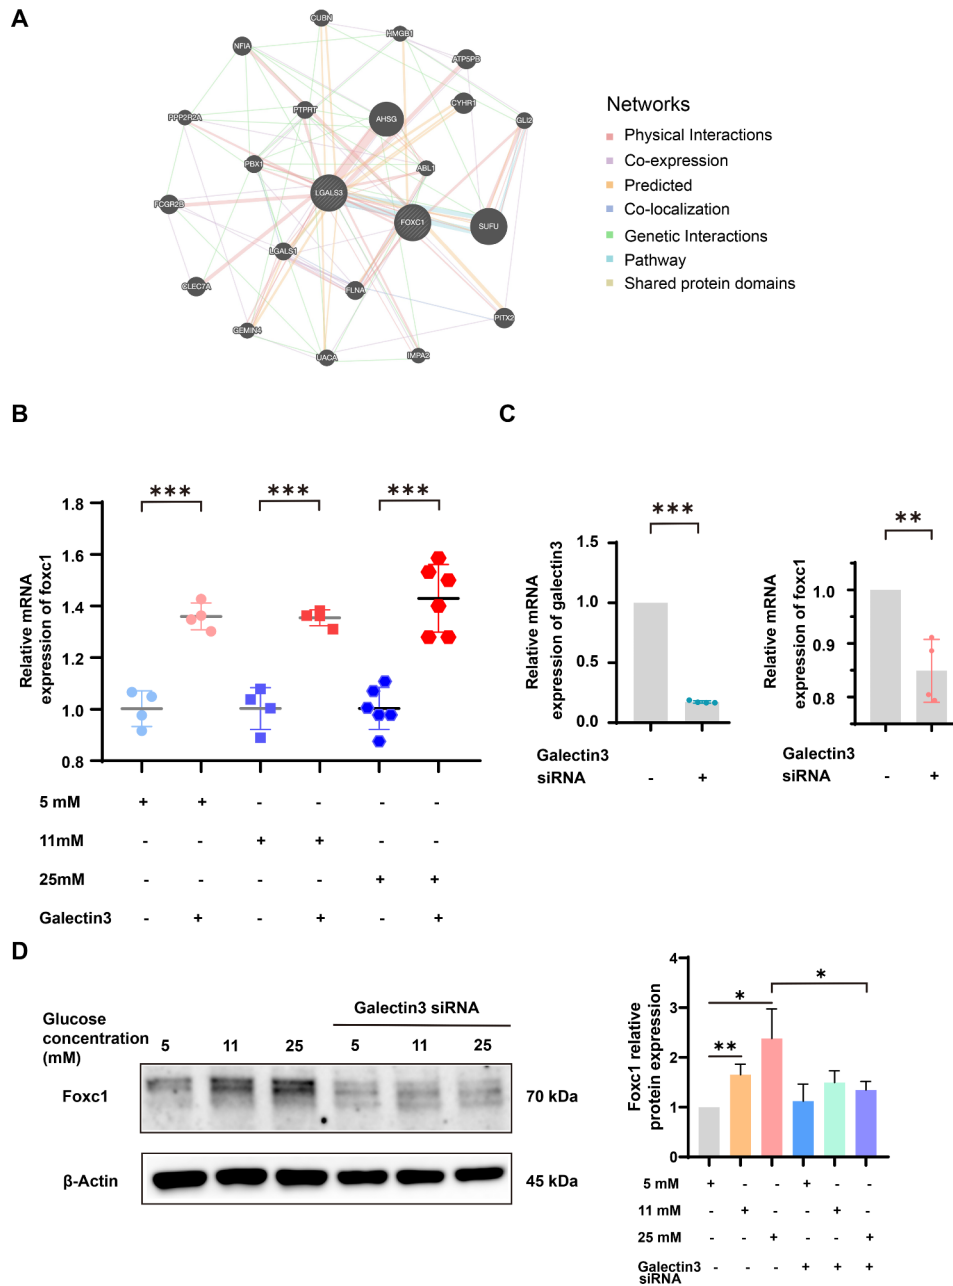 A
CUBN
HMGB1
NFIA
ATP5PB
CYHR1
PTPRT
AHSG
GLI2
PPP2R2A
PBX1
ABL1
LGALS3
FCGR2B
FOXC1
SUFU
LGALS1
CLEC7A
FLNA
PITX2
GEMIN4
UACA
IMPA2
Networks
Physical Interactions
Co-expression
Predicted
Co-localization
Genetic Interactions
Pathway
Shared protein domains
B
Relative mRNA
expression of foxc1
1.8
1.6
1.4
1.2
1.0
0.8
*** *** ***
5 mM + + - - - -
11mM - - + + - -
25mM - - - - + +
Galectin3 - + - + - +
C
Relative mRNA
expression of galectin3
1.5
1.0
0.5
0.0
***
Galectin3
siRNA - +
Relative mRNA
expression of foxc1
1.0
0.9
0.8
**
Galectin3
siRNA - +
D
Galectin3 siRNA
Glucose
concentration
(mM)
5 11 25 5 11 25
Foxc1 70 kDa
β-Actin 45 kDa
Foxc1 relative
protein expression
4
3
2
1
0
* *
**
5 mM + - - + - -
11 mM - + - - + -
25 mM - - + - - +
Galectin3 - - - + + +
siRNA